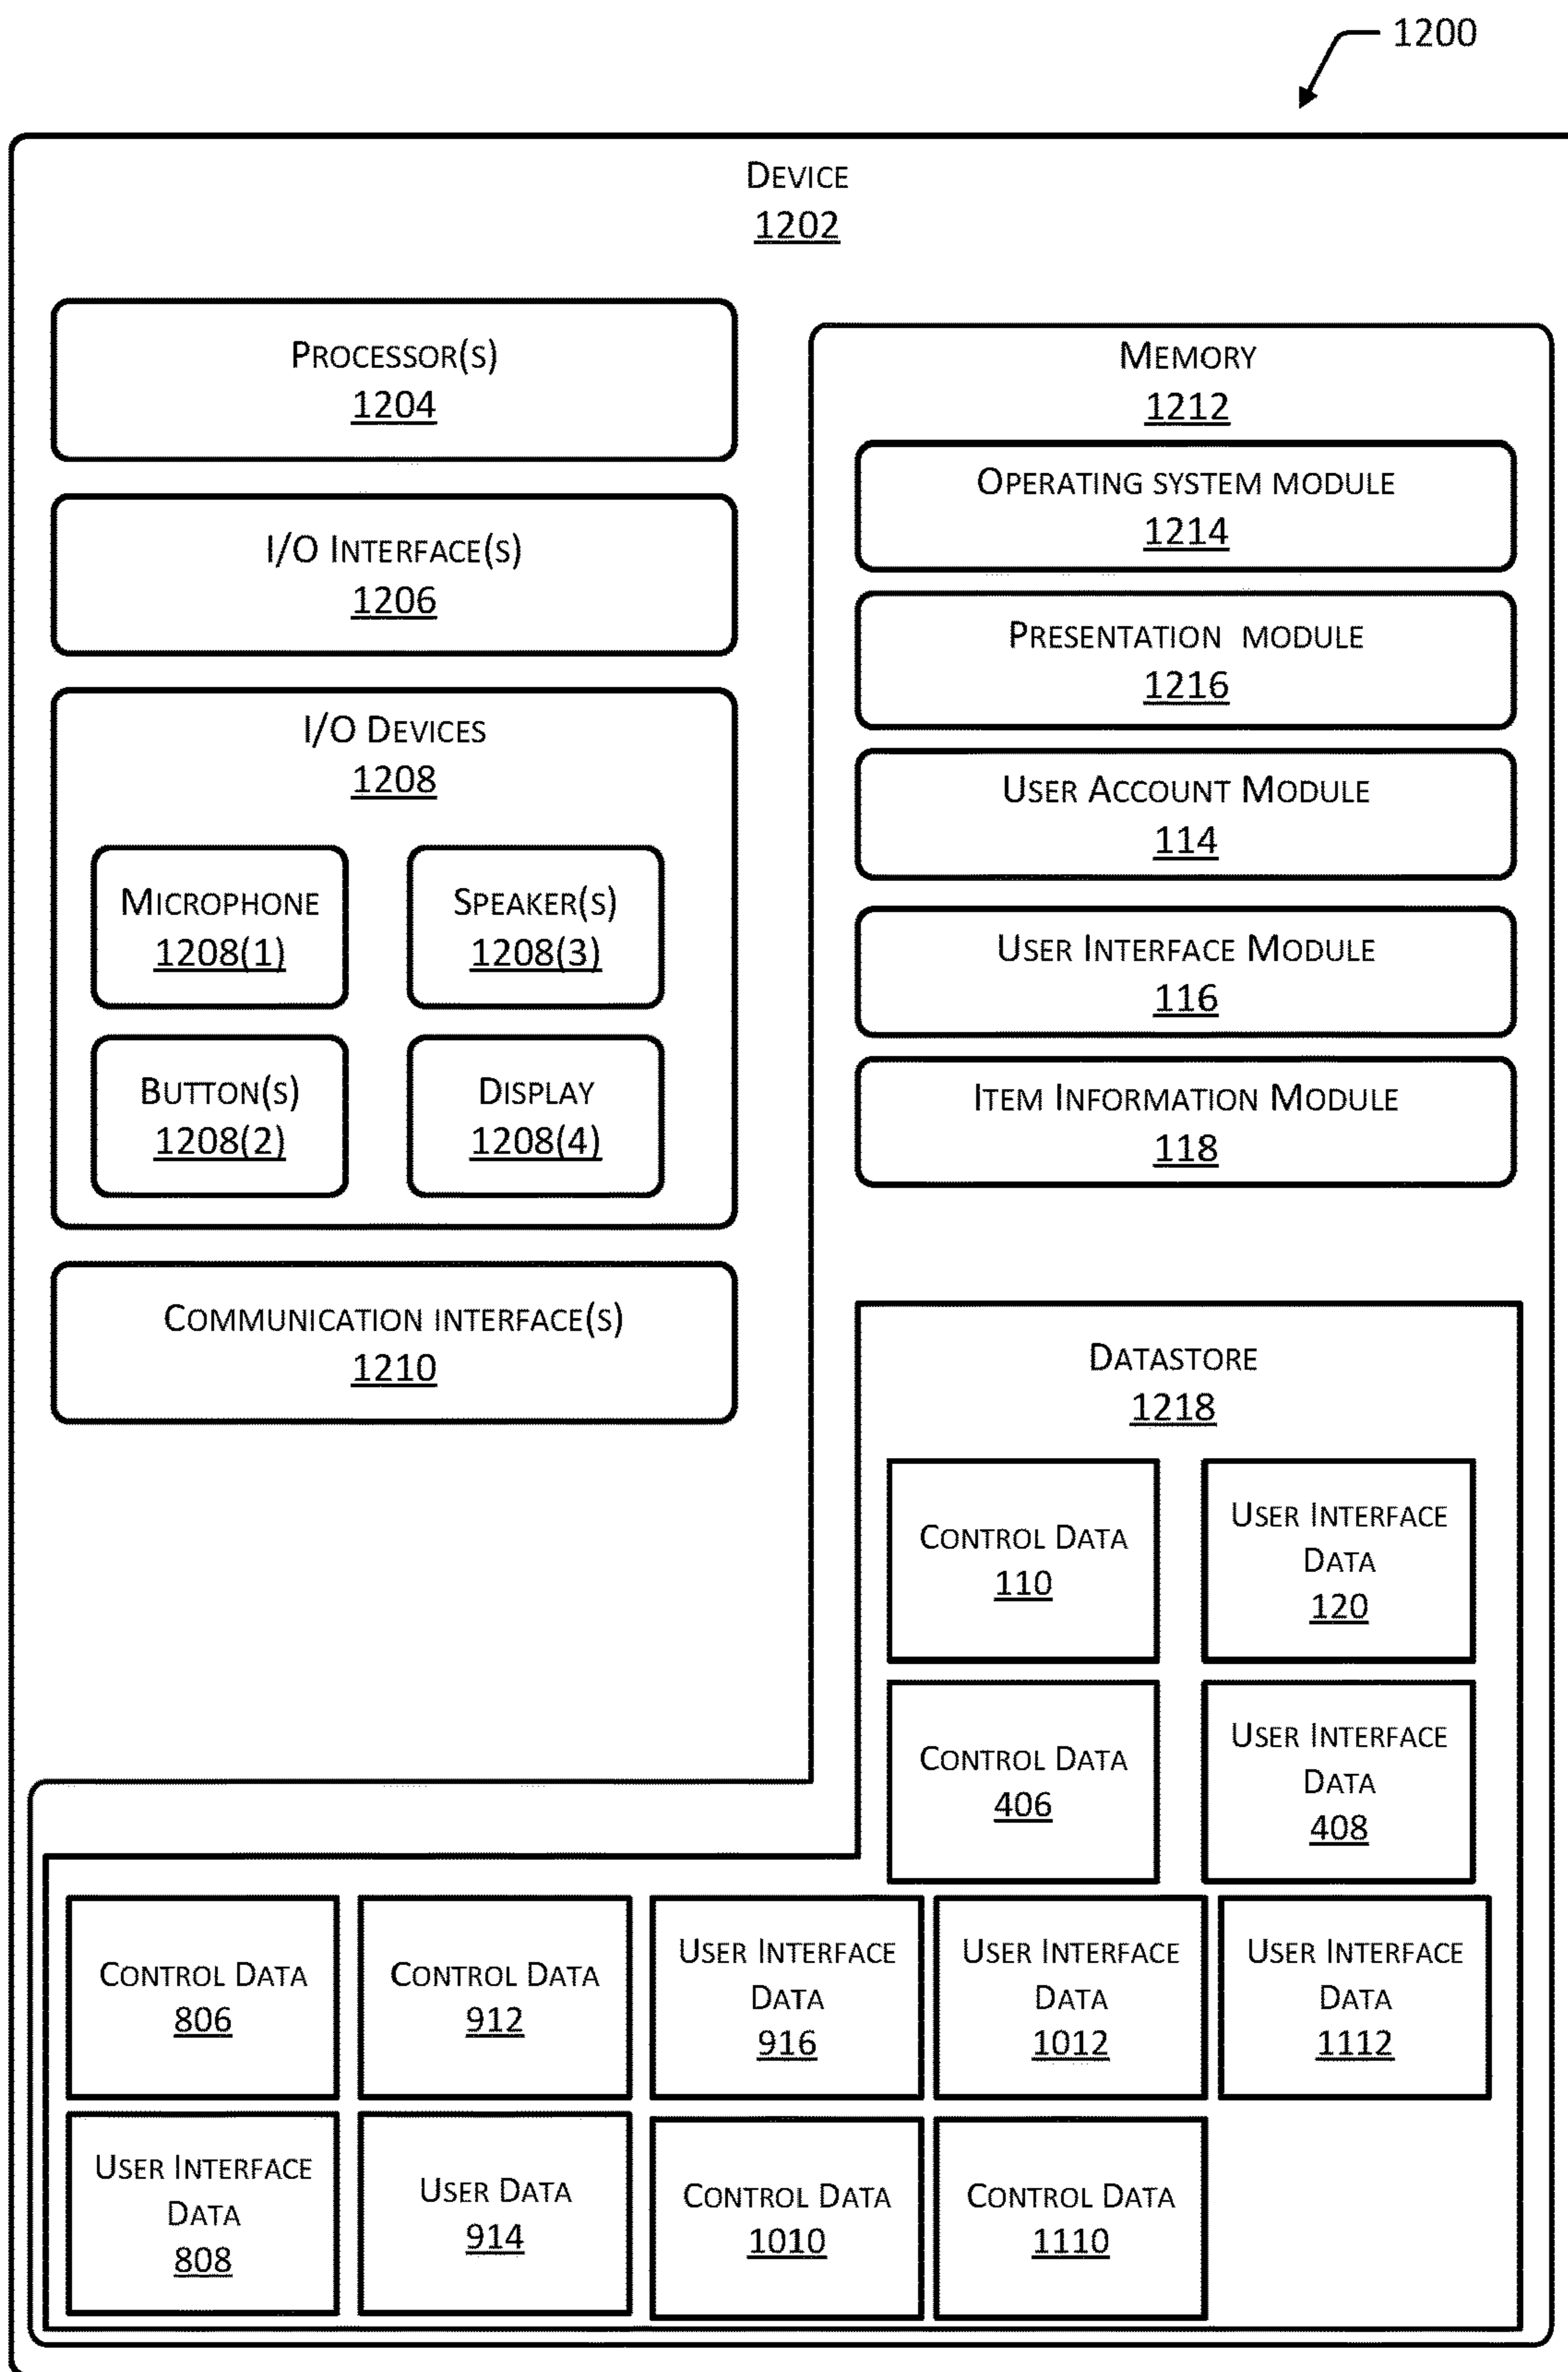 1200
DEVICE
1202
PROCESSOR(S)
1204
I/O INTERFACE(S)
1206
I/O DEVICES
1208
MICROPHONE
1208(1)
SPEAKER(S)
1208(3)
BUTTON(S)
1208(2)
DISPLAY
1208(4)
COMMUNICATION INTERFACE(S)
1210
MEMORY
1212
OPERATING SYSTEM MODULE
1214
PRESENTATION MODULE
1216
USER ACCOUNT MODULE
114
USER INTERFACE MODULE
116
ITEM INFORMATION MODULE
118
DATASTORE
1218
CONTROL DATA
110
USER INTERFACE
DATA
120
CONTROL DATA
406
USER INTERFACE
DATA
408
CONTROL DATA
806
CONTROL DATA
912
USER INTERFACE
DATA
916
USER INTERFACE
DATA
1012
USER INTERFACE
DATA
1112
USER INTERFACE
DATA
808
USER DATA
914
CONTROL DATA
1010
CONTROL DATA
1110